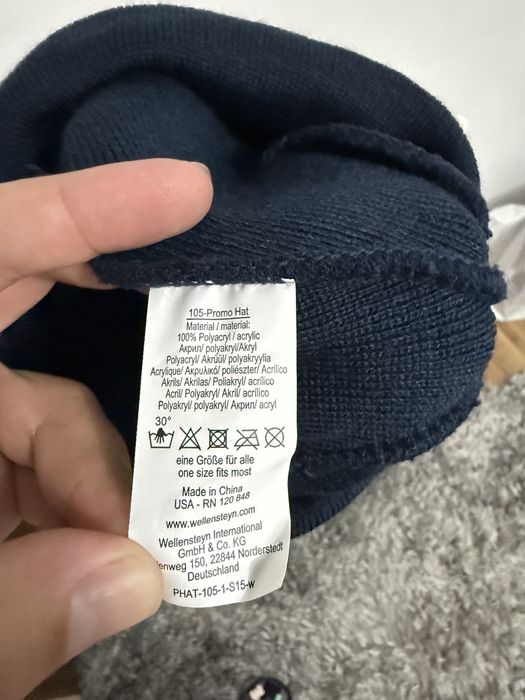 105-Promo Hat
Material / material:
100% Polyacryl / acrylic
Акрил/ polyakryl/Akryl
Polyacryl/ Akrüül/ polyakryylia
Acrylique/ Ακρυλικό/ poliészter/ Acrilico
Akrils/ Akrilas/ Poliakryl/ acrílico
Acril/ Polyakryl/ Akril/ acrílico
Polyakryl/ polyakryl/ Акрил/ acryl
30°
eine Größe für alle
one size fits most
Made in China
USA - RN 120 848
www.wellensteyn.com
Wellensteyn International
GmbH & Co. KG
150, 22844 Norderstedt
Deutschland
PHAT-105-1-S15-W